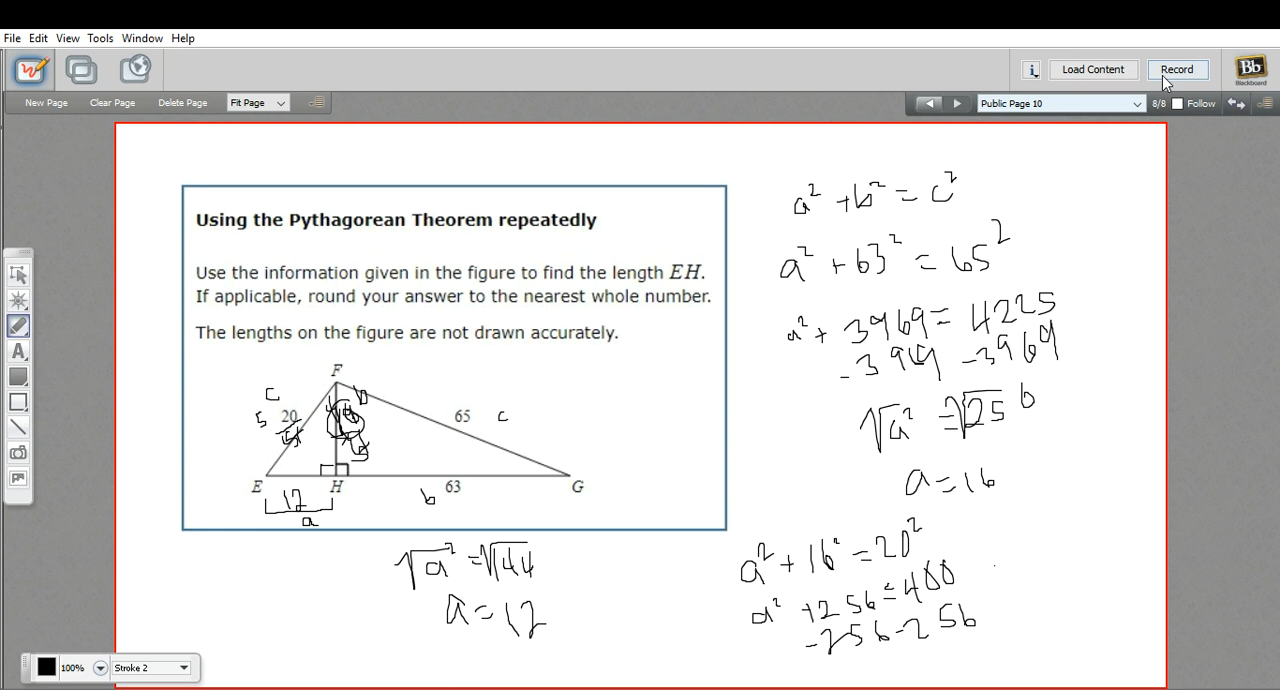 File Edit View Tools Window Help
i Load Content Record Bb
Blackboard
New Page Clear Page Delete Page Fit Page Public Page 10 8/8 Follow
Using the Pythagorean Theorem repeatedly
Use the information given in the figure to find the length EH.
If applicable, round your answer to the nearest whole number.
The lengths on the figure are not drawn accurately.
F
c b
5 20 65 c
E H 63 G
12 b
a
a² + b² = c²
a² + 63² = 65²
a² + 3969 = 4225
-3969 -3969
√a² = √256
a = 16
a² + 16² = 20²
a² + 256 = 400
-256 -256
√a² = √144
a = 12
A
100% Stroke 2